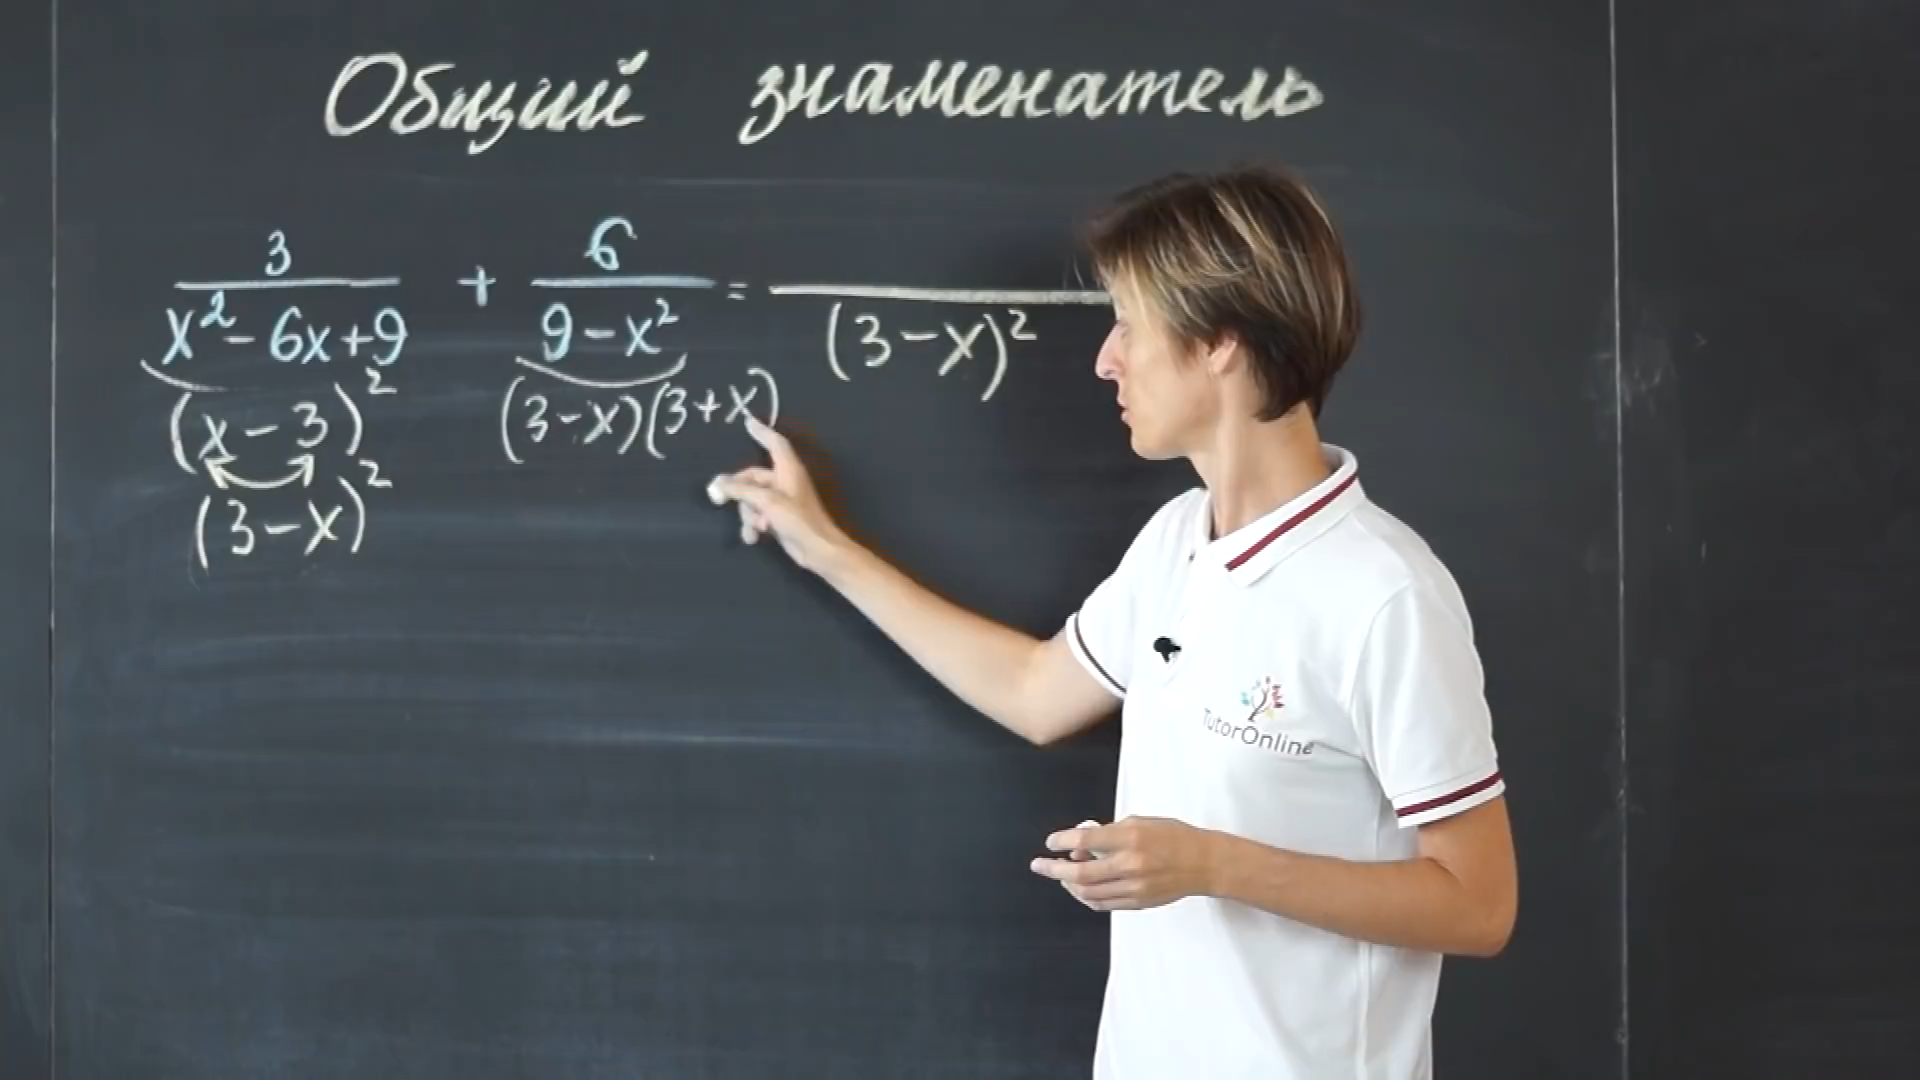 Общий знаменатель
3/(x² - 6x + 9) + 6/(9 - x²) = /(3 - x)²
(x - 3)² (3 - x)(3 + x)
(3 - x)²
TutorOnline